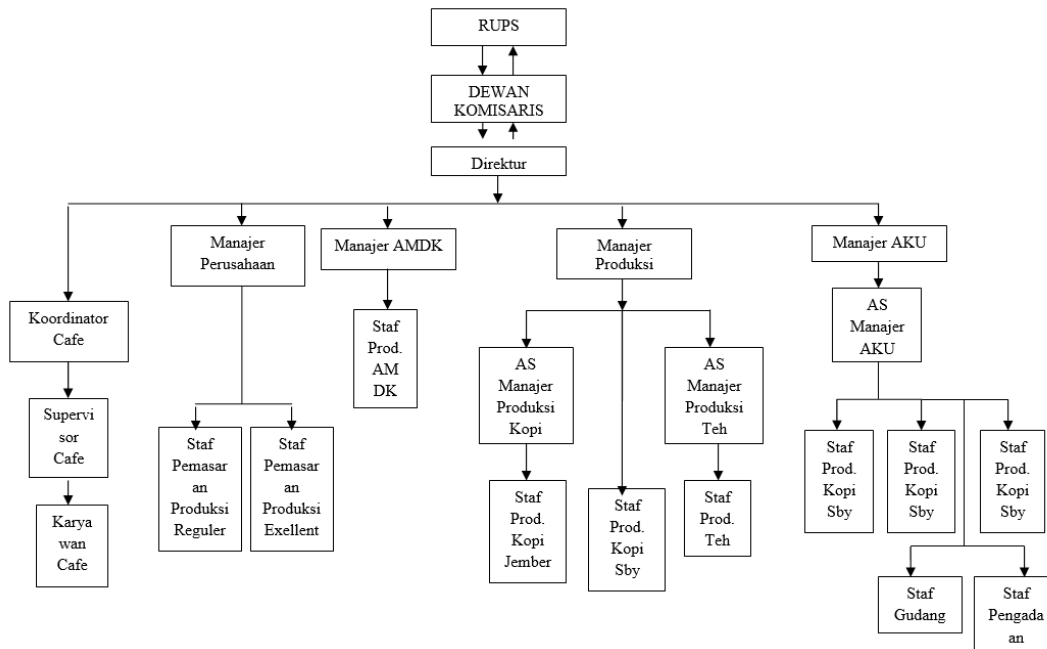 RUPS
DEWAN
KOMISARIS
Direktur
Manajer
Perusahaan
Manajer AMDK
Manajer
Produksi
Manajer AKU
Koordinator
Cafe
Staf
Prod.
AM
DK
AS
Manajer
AKU
AS
Manajer
Produksi
Kopi
AS
Manajer
Produksi
Teh
Supervi
sor
Cafe
Staf
Pemasar
an
Produksi
Reguler
Staf
Pemasar
an
Produksi
Exellent
Staf
Prod.
Kopi
Sby
Staf
Prod.
Kopi
Sby
Staf
Prod.
Kopi
Sby
Karya
wan
Cafe
Staf
Prod.
Kopi
Jember
Staf
Prod.
Kopi
Sby
Staf
Prod.
Teh
Staf
Gudang
Staf
Pengada
an